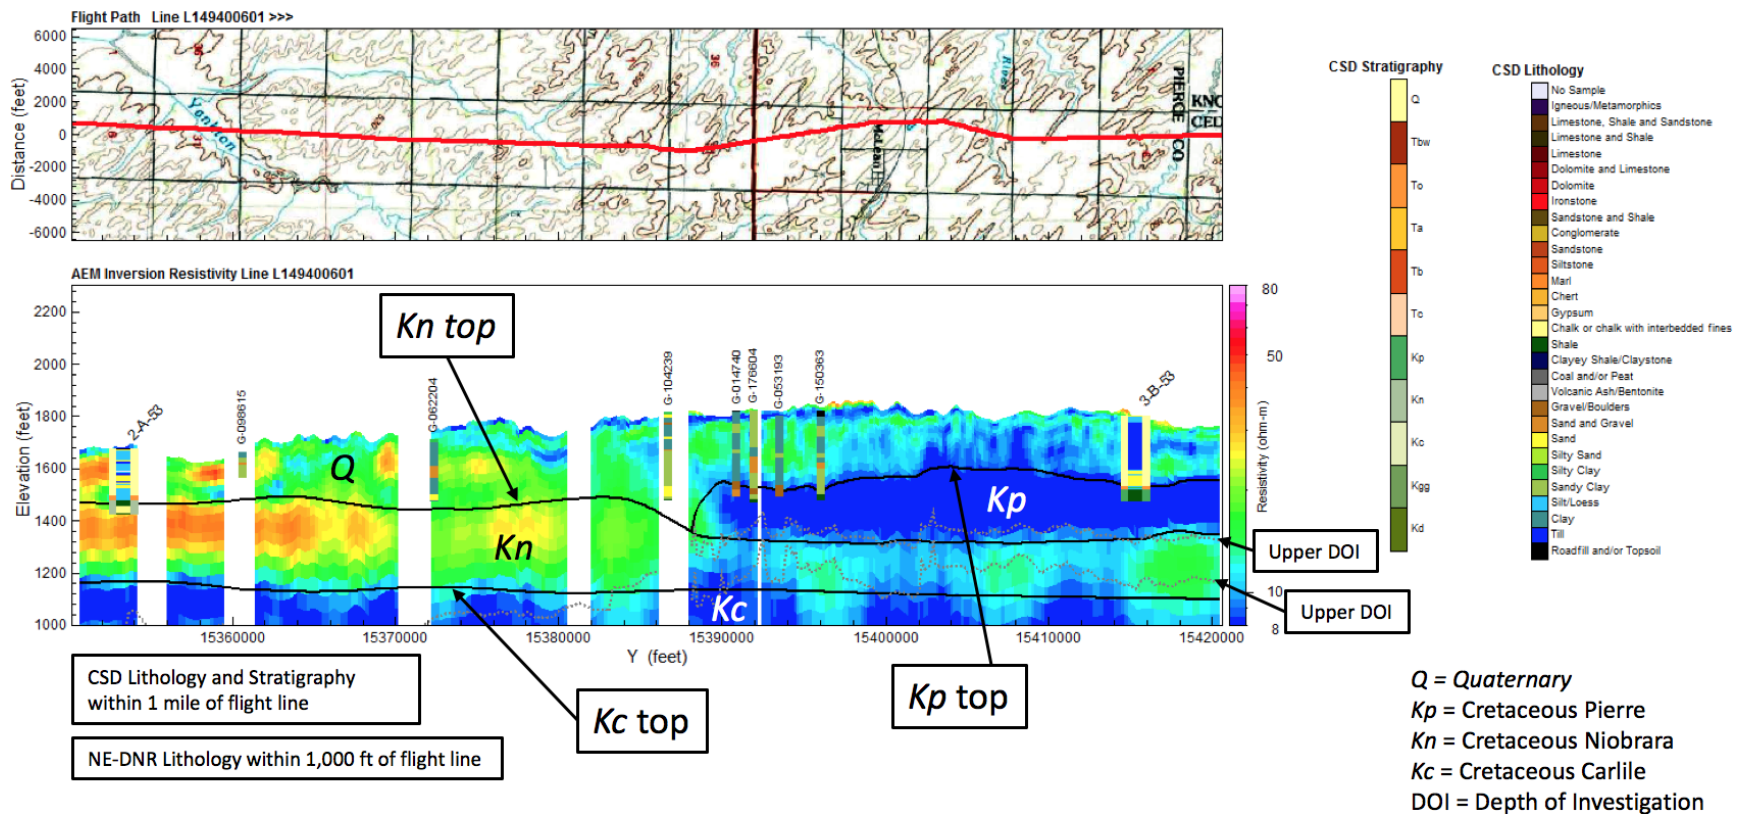 Flight Path Line L149400601 >>>
Distance (feet)
6000
4000
2000
0
-2000
-4000
-6000
Yankton
36
36
McLean
River
PIERCE CO
KNO
CED
AEM Inversion Resistivity Line L149400601
Elevation (feet)
2200
2000
1800
1600
1400
1200
1000
Kn top
2-A-53
G-098615
G-062204
G-104239
G-014740
G-176604
G-053193
G-150363
3-B-53
Q
Kn
Kp
Kc
15360000
15370000
15380000
15390000
15400000
15410000
15420000
Y (feet)
80
50
10
8
Resistivity (ohm-m)
Upper DOI
Upper DOI
Kc top
Kp top
CSD Lithology and Stratigraphy
within 1 mile of flight line
NE-DNR Lithology within 1,000 ft of flight line
CSD Stratigraphy
Q
Tbw
To
Ta
Tb
Tc
Kp
Kn
Kc
Kgg
Kd
CSD Lithology
No Sample
Igneous/Metamorphics
Limestone, Shale and Sandstone
Limestone and Shale
Limestone
Dolomite and Limestone
Dolomite
Ironstone
Sandstone and Shale
Conglomerate
Sandstone
Siltstone
Marl
Chert
Gypsum
Chalk or chalk with interbedded fines
Shale
Clayey Shale/Claystone
Coal and/or Peat
Volcanic Ash/Bentonite
Gravel/Boulders
Sand and Gravel
Sand
Silty Sand
Silty Clay
Sandy Clay
Silt/Loess
Clay
Till
Roadfill and/or Topsoil
Q = Quaternary
Kp = Cretaceous Pierre
Kn = Cretaceous Niobrara
Kc = Cretaceous Carlile
DOI = Depth of Investigation